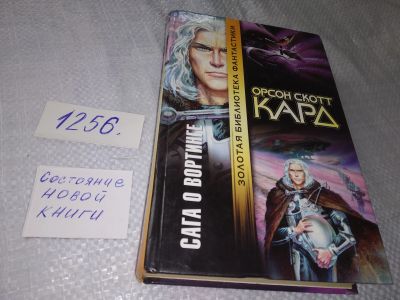 1256.
Состояние
НОВОЙ
КНИГИ
САГА О ВОРТИНГЕ
ЗОЛОТАЯ БИБЛИОТЕКА ФАНТАСТИКИ
ОРСОН СКОТТ
КАРД